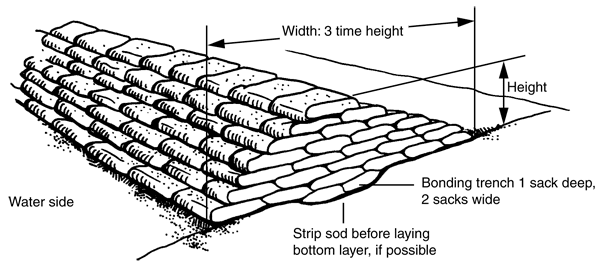 Width: 3 time height
Height
Bonding trench 1 sack deep,
2 sacks wide
Water side
Strip sod before laying
bottom layer, if possible